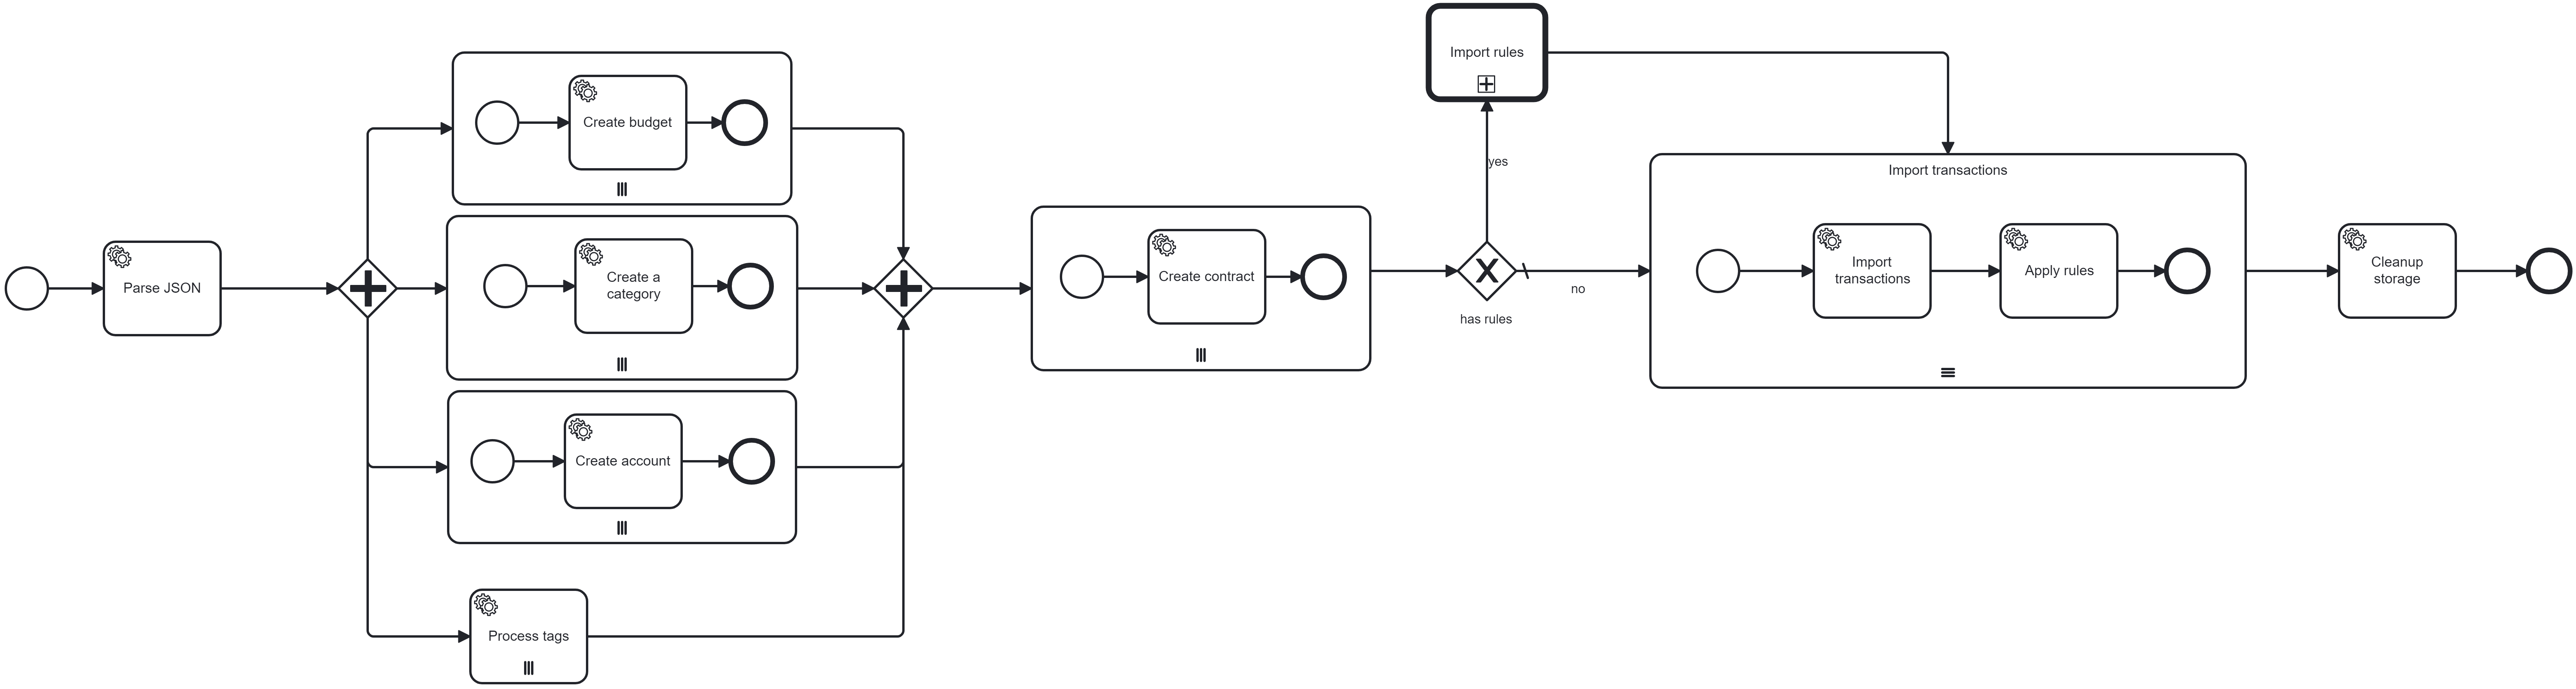 Parse JSON
Create budget
Create a
category
Create account
Process tags
Create contract
has rules
yes
no
Import rules
Import transactions
Import
transactions
Apply rules
Cleanup
storage